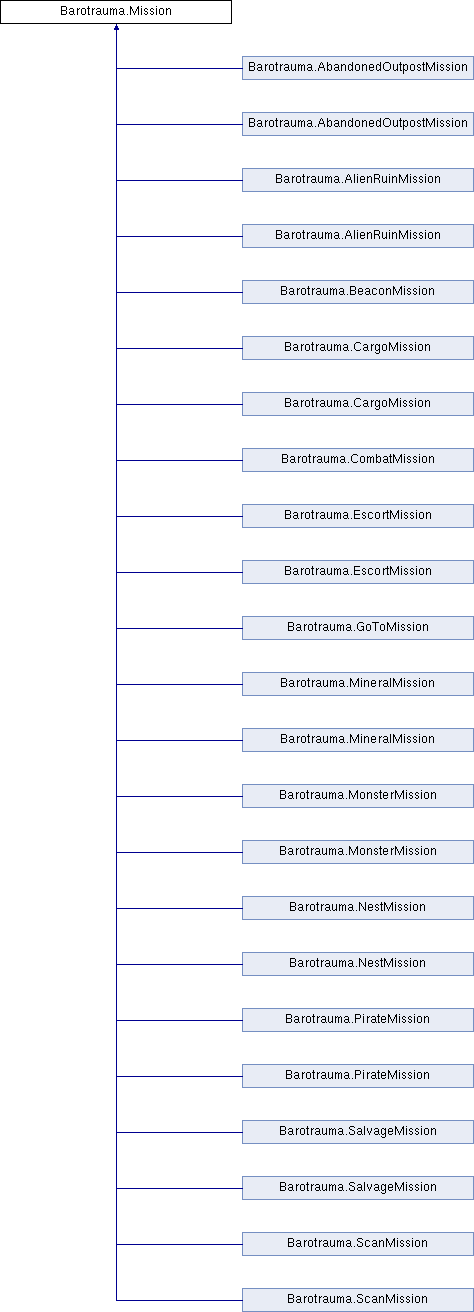 Barotrauma.Mission
Barotrauma.AbandonedOutpostMission
Barotrauma.AbandonedOutpostMission
Barotrauma.AlienRuinMission
Barotrauma.AlienRuinMission
Barotrauma.BeaconMission
Barotrauma.CargoMission
Barotrauma.CargoMission
Barotrauma.CombatMission
Barotrauma.EscortMission
Barotrauma.EscortMission
Barotrauma.GoToMission
Barotrauma.MineralMission
Barotrauma.MineralMission
Barotrauma.MonsterMission
Barotrauma.MonsterMission
Barotrauma.NestMission
Barotrauma.NestMission
Barotrauma.PirateMission
Barotrauma.PirateMission
Barotrauma.SalvageMission
Barotrauma.SalvageMission
Barotrauma.ScanMission
Barotrauma.ScanMission